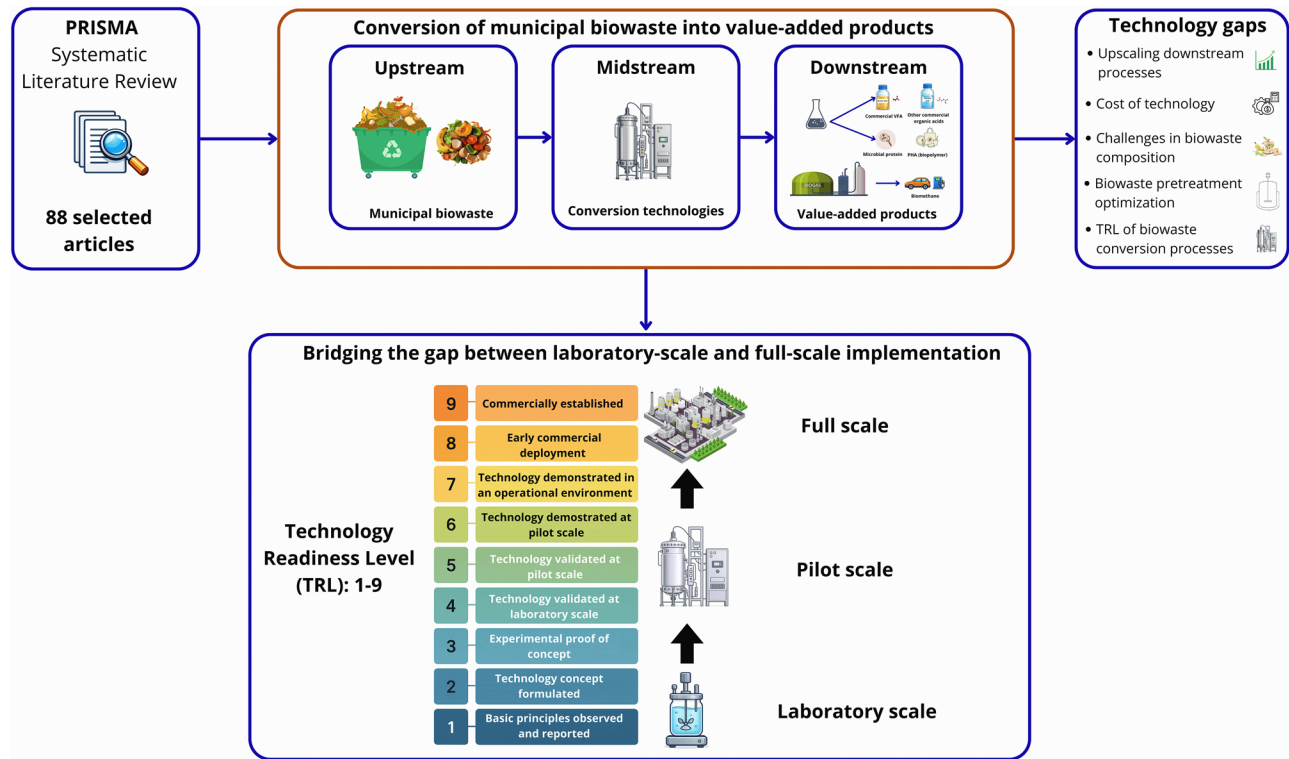 PRISMA
Systematic
Literature Review
88 selected
articles
Conversion of municipal biowaste into value-added products
Upstream
Municipal biowaste
Midstream
Conversion technologies
Downstream
Commercial VFA
Other commercial
organic acids
Microbial protein
PHA (biopolymer)
BIOGAS
Biomethane
Value-added products
Technology gaps
• Upscaling downstream
processes
• Cost of technology
• Challenges in biowaste
composition
• Biowaste pretreatment
optimization
• TRL of biowaste
conversion processes
Bridging the gap between laboratory-scale and full-scale implementation
Technology
Readiness Level
(TRL): 1-9
9
Commercially established
8
Early commercial
deployment
7
Technology demonstrated in
an operational environment
6
Technology demostrated at
pilot scale
5
Technology validated at
pilot scale
4
Technology validated at
laboratory scale
3
Experimental proof of
concept
2
Technology concept
formulated
1
Basic principles observed
and reported
Full scale
Pilot scale
Laboratory scale